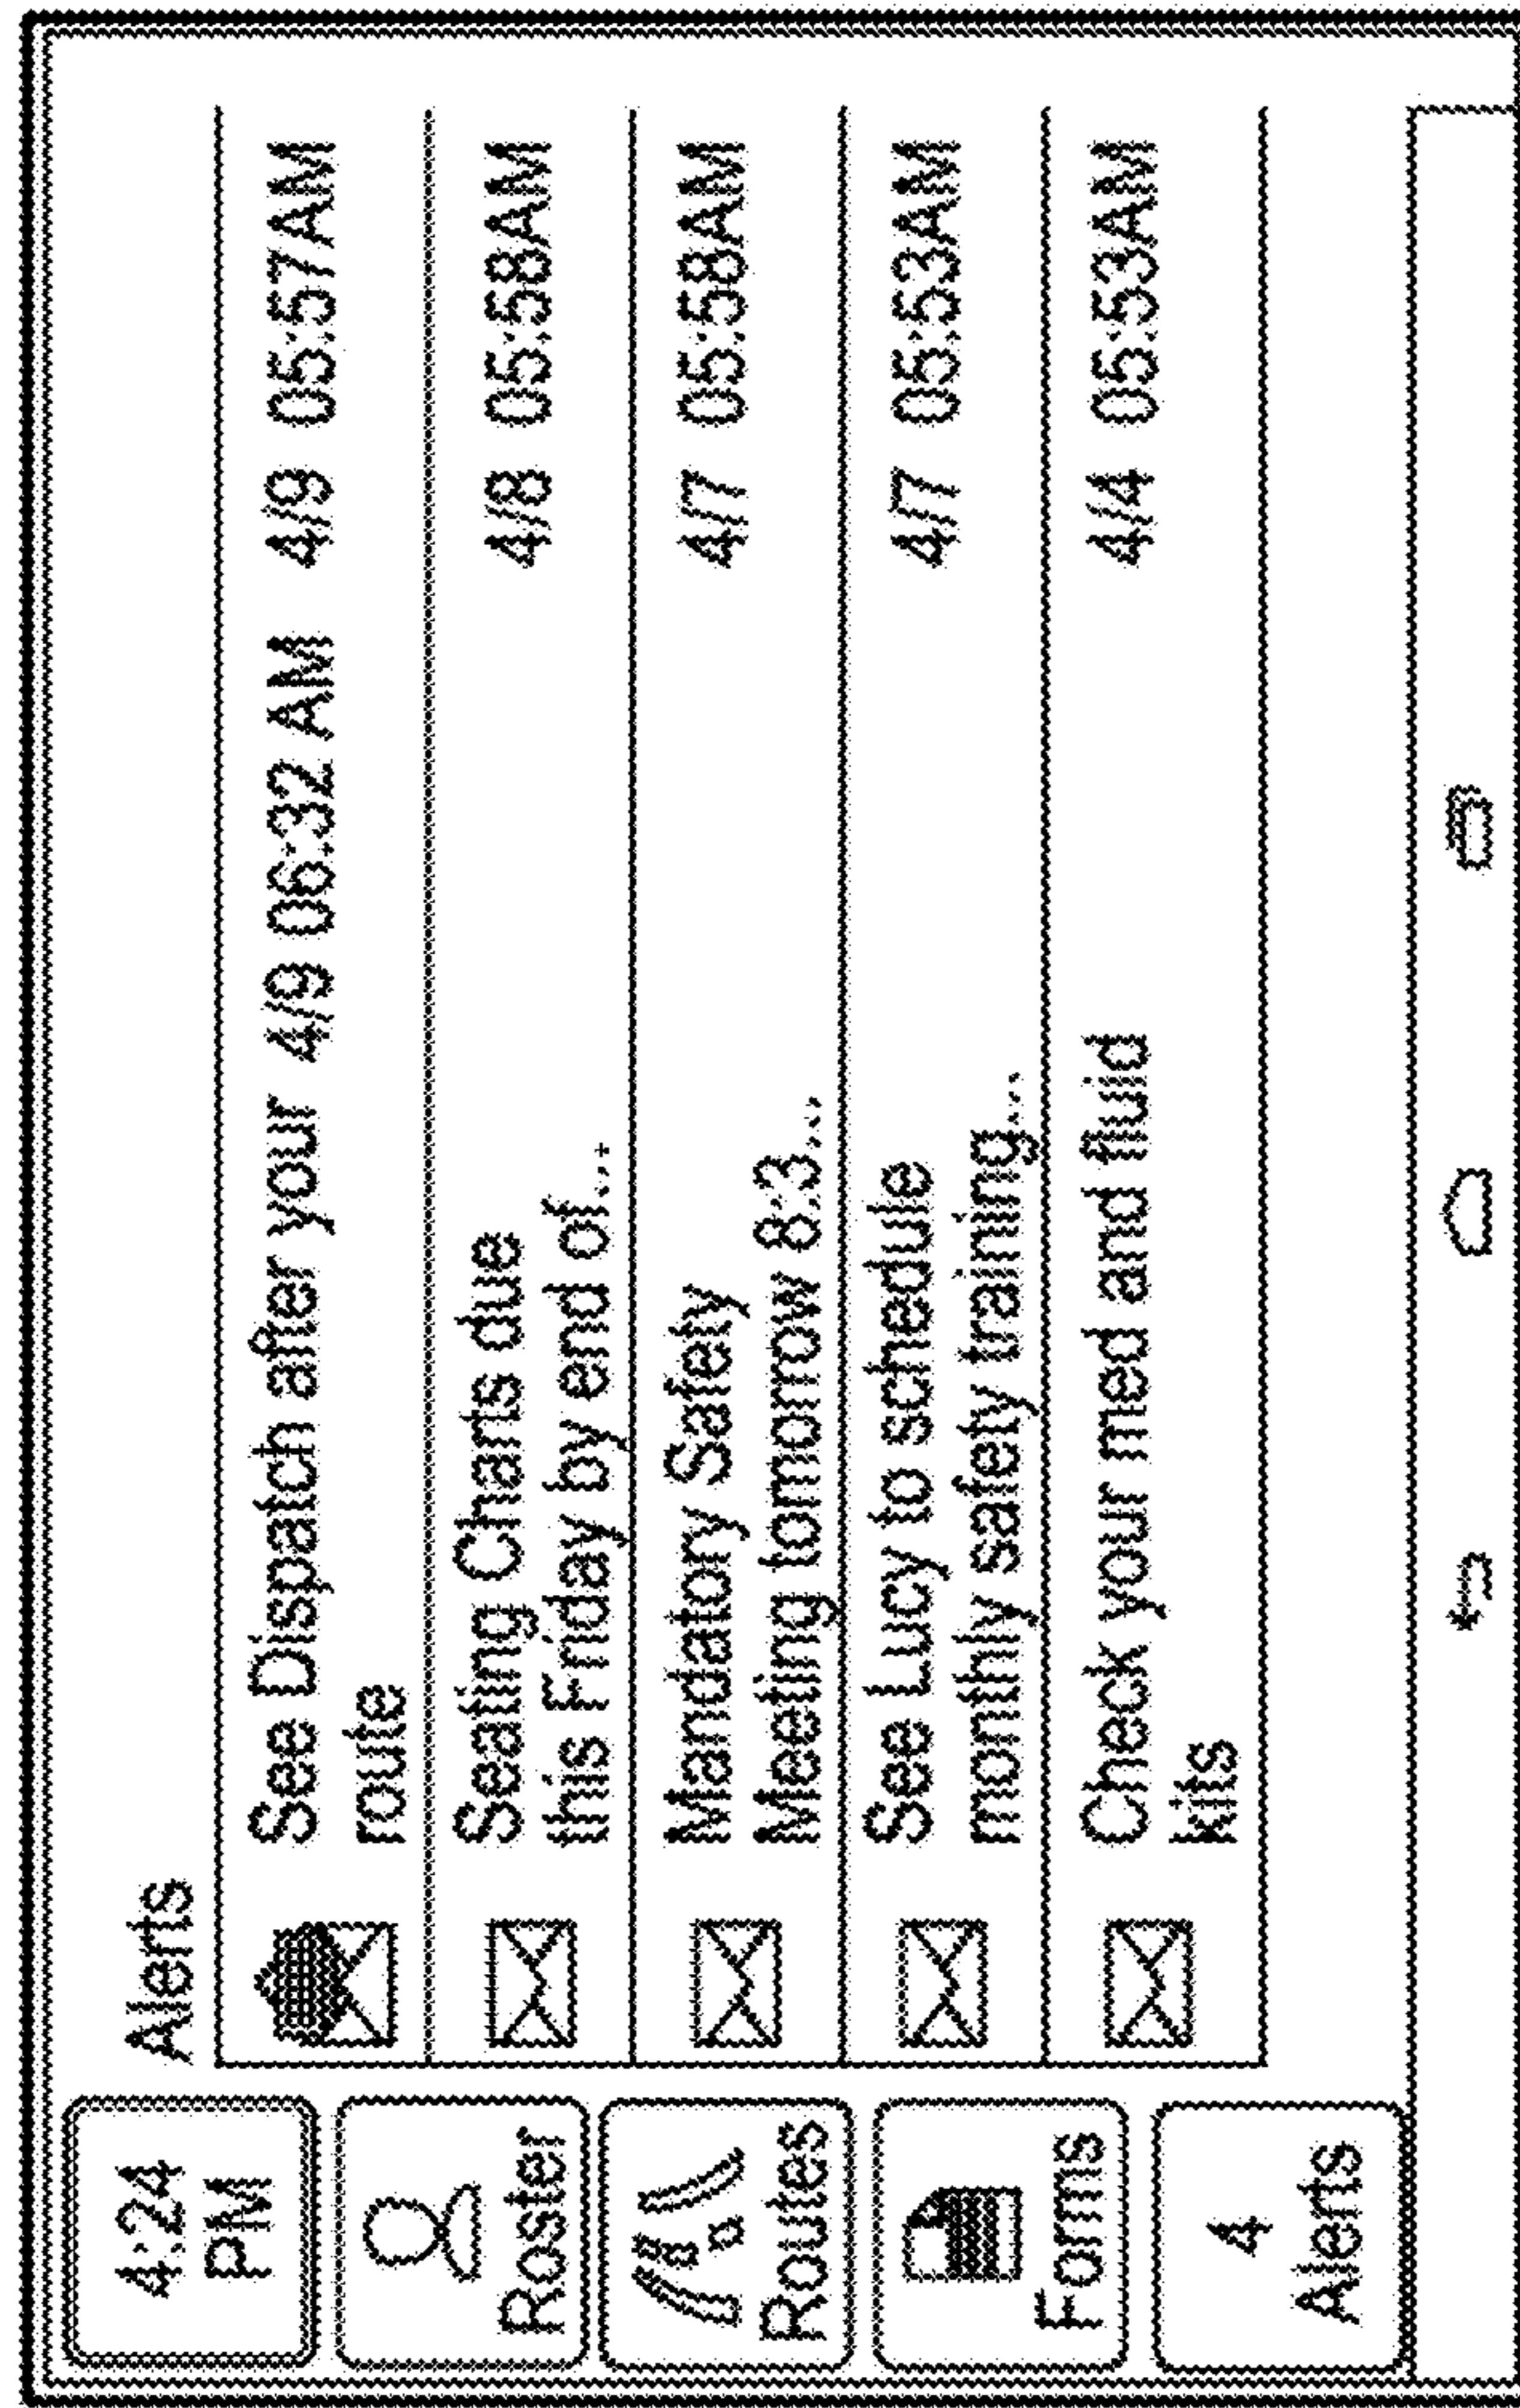 4:24
PM
Roster
Routes
Forms
4
Alerts
Alerts
See Dispatch after your 4/9 06:32 AM 4/9 05:57AM
route
Seating Charts due 4/8 05:58AM
this Friday by end of...
Mandatory Safety 4/7 05:58AM
Meeting tomorrow 8:3...
See Lucy to schedule 4/7 05:53AM
monthly safety training...
Check your med and fluid 4/4 05:53AM
kits